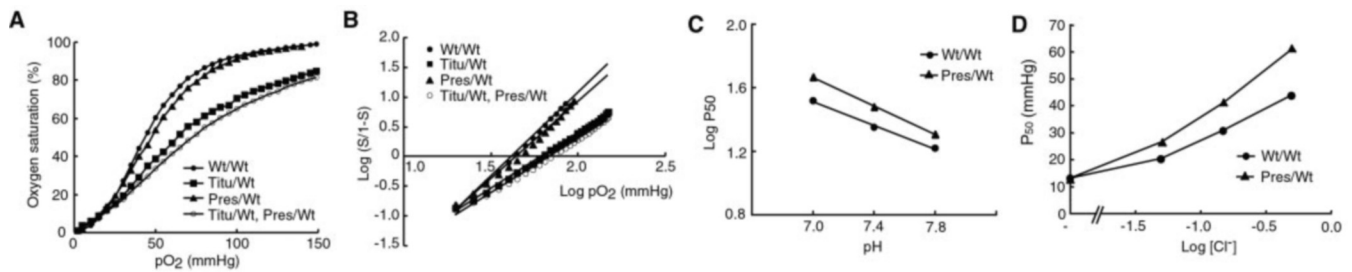 A
Oxygen saturation (%)
100
80
60
40
20
0
0
50
100
150
pO2 (mmHg)
Wt/Wt
Titu/Wt
Pres/Wt
Titu/Wt, Pres/Wt
B
Log (S/1-S)
2.0
1.5
1.0
0.5
0
-0.5
-1.0
-1.5
1.0
1.5
2.0
2.5
Log pO2 (mmHg)
Wt/Wt
Titu/Wt
Pres/Wt
Titu/Wt, Pres/Wt
C
Log P50
2.0
1.6
1.2
0.8
7.0
7.4
7.8
pH
Wt/Wt
Pres/Wt
D
P50 (mmHg)
70
60
50
40
30
20
10
0
-
-1.5
-1.0
-0.5
0.0
Log [Cl⁻]
Wt/Wt
Pres/Wt